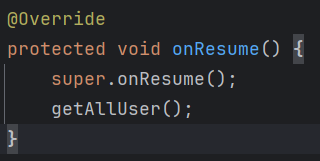 @Override
protected void onResume() {
    super.onResume();
    getAllUser();
}